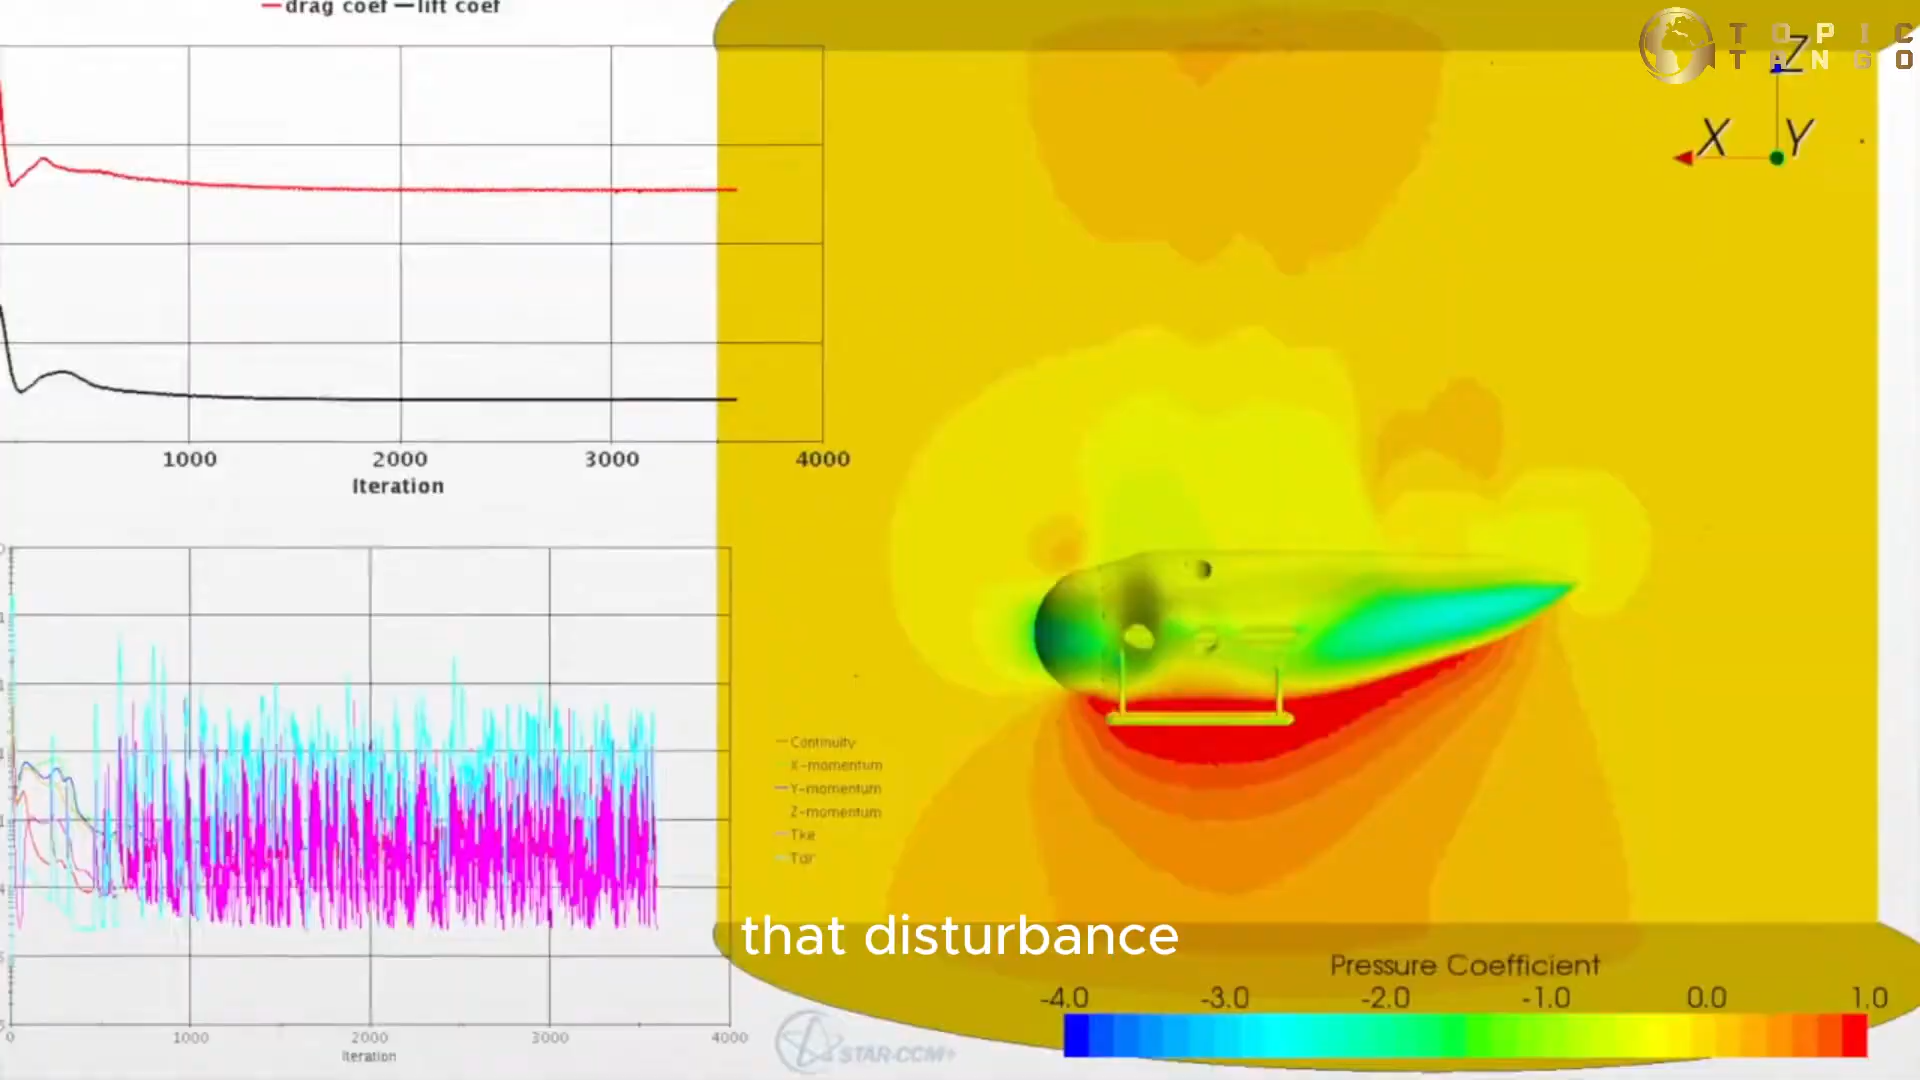 drag coef lift coef
1000 2000 3000 4000
Iteration
TOPIC
TANGO
Z
X Y
Continuity
X-momentum
Y-momentum
Z-momentum
Tke
Tdr
0 1000 2000 3000 4000
Iteration
that disturbance
STAR-CCM+
Pressure Coefficient
-4.0 -3.0 -2.0 -1.0 0.0 1.0